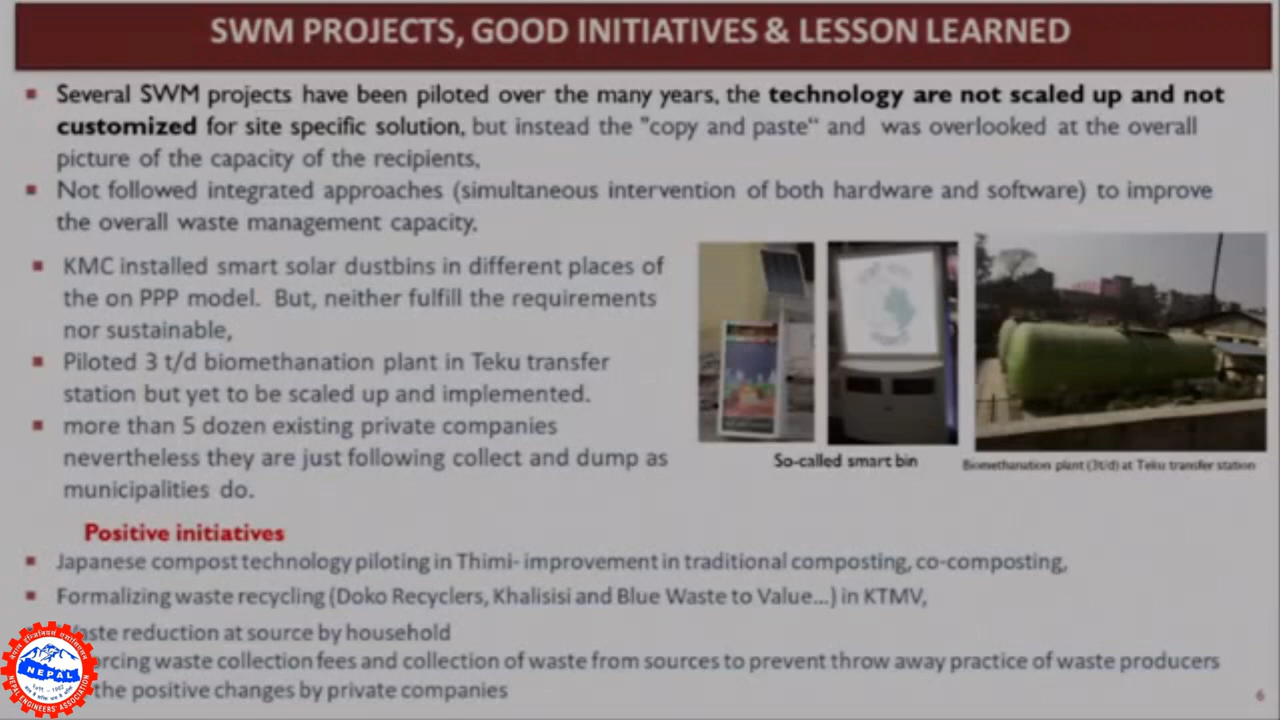 SWM PROJECTS, GOOD INITIATIVES & LESSON LEARNED
Several SWM projects have been piloted over the many years, the technology are not scaled up and not
customized for site specific solution, but instead the "copy and paste“ and was overlooked at the overall
picture of the capacity of the recipients,
Not followed integrated approaches (simultaneous intervention of both hardware and software) to improve
the overall waste management capacity,
KMC installed smart solar dustbins in different places of
the on PPP model. But, neither fulfill the requirements
nor sustainable,
Piloted 3 t/d biomethanation plant in Teku transfer
station but yet to be scaled up and implemented.
more than 5 dozen existing private companies
nevertheless they are just following collect and dump as
municipalities do.
So-called smart bin
Biomethanation plant (3t/d) at Teku transfer station
Positive initiatives
Japanese compost technology piloting in Thimi- improvement in traditional composting, co-composting,
Formalizing waste recycling (Doko Recyclers, Khalisisi and Blue Waste to Value...) in KTMV,
aste reduction at source by household
orcing waste collection fees and collection of waste from sources to prevent throw away practice of waste producers
the positive changes by private companies
NEPAL
NEPAL ENGINEERS' ASSOCIATION
6